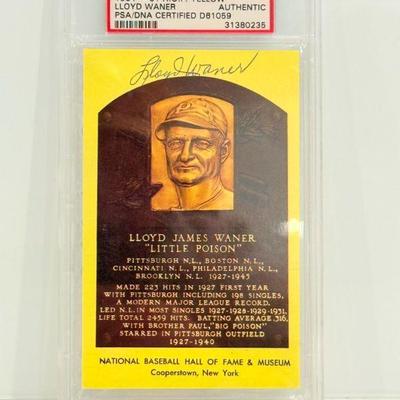 LLOYD WANER AUTHENTIC
PSA/DNA CERTIFIED D61059 31380235
Lloyd Waner
LLOYD JAMES WANER
"LITTLE POISON"
PITTSBURGH N.L., BOSTON N.L.,
CINCINNATI N.L., PHILADELPHIA N.L.,
BROOKLYN N.L. 1927-1945
MADE 223 HITS IN 1927 FIRST YEAR
WITH PITTSBURGH INCLUDING 198 SINGLES,
A MODERN MAJOR LEAGUE RECORD.
LED N.L. IN MOST SINGLES 1927-1928-1929-1931.
LIFE TOTAL 2459 HITS. BATTING AVERAGE .316.
WITH BROTHER PAUL, "BIG POISON"
STARRED IN PITTSBURGH OUTFIELD
1927-1940
NATIONAL BASEBALL HALL OF FAME & MUSEUM
Cooperstown, New York